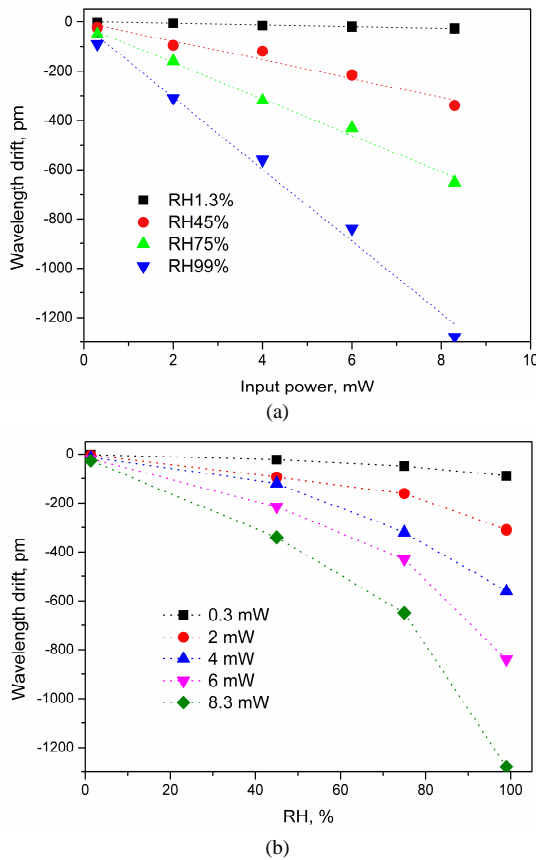 0
-200
-400
-600
-800
-1000
-1200
Wavelength drift, pm
RH1.3%
RH45%
RH75%
RH99%
0 2 4 6 8 10
Input power, mW
(a)
0
-200
-400
-600
-800
-1000
-1200
Wavelength drift, pm
0.3 mW
2 mW
4 mW
6 mW
8.3 mW
0 20 40 60 80 100
RH, %
(b)